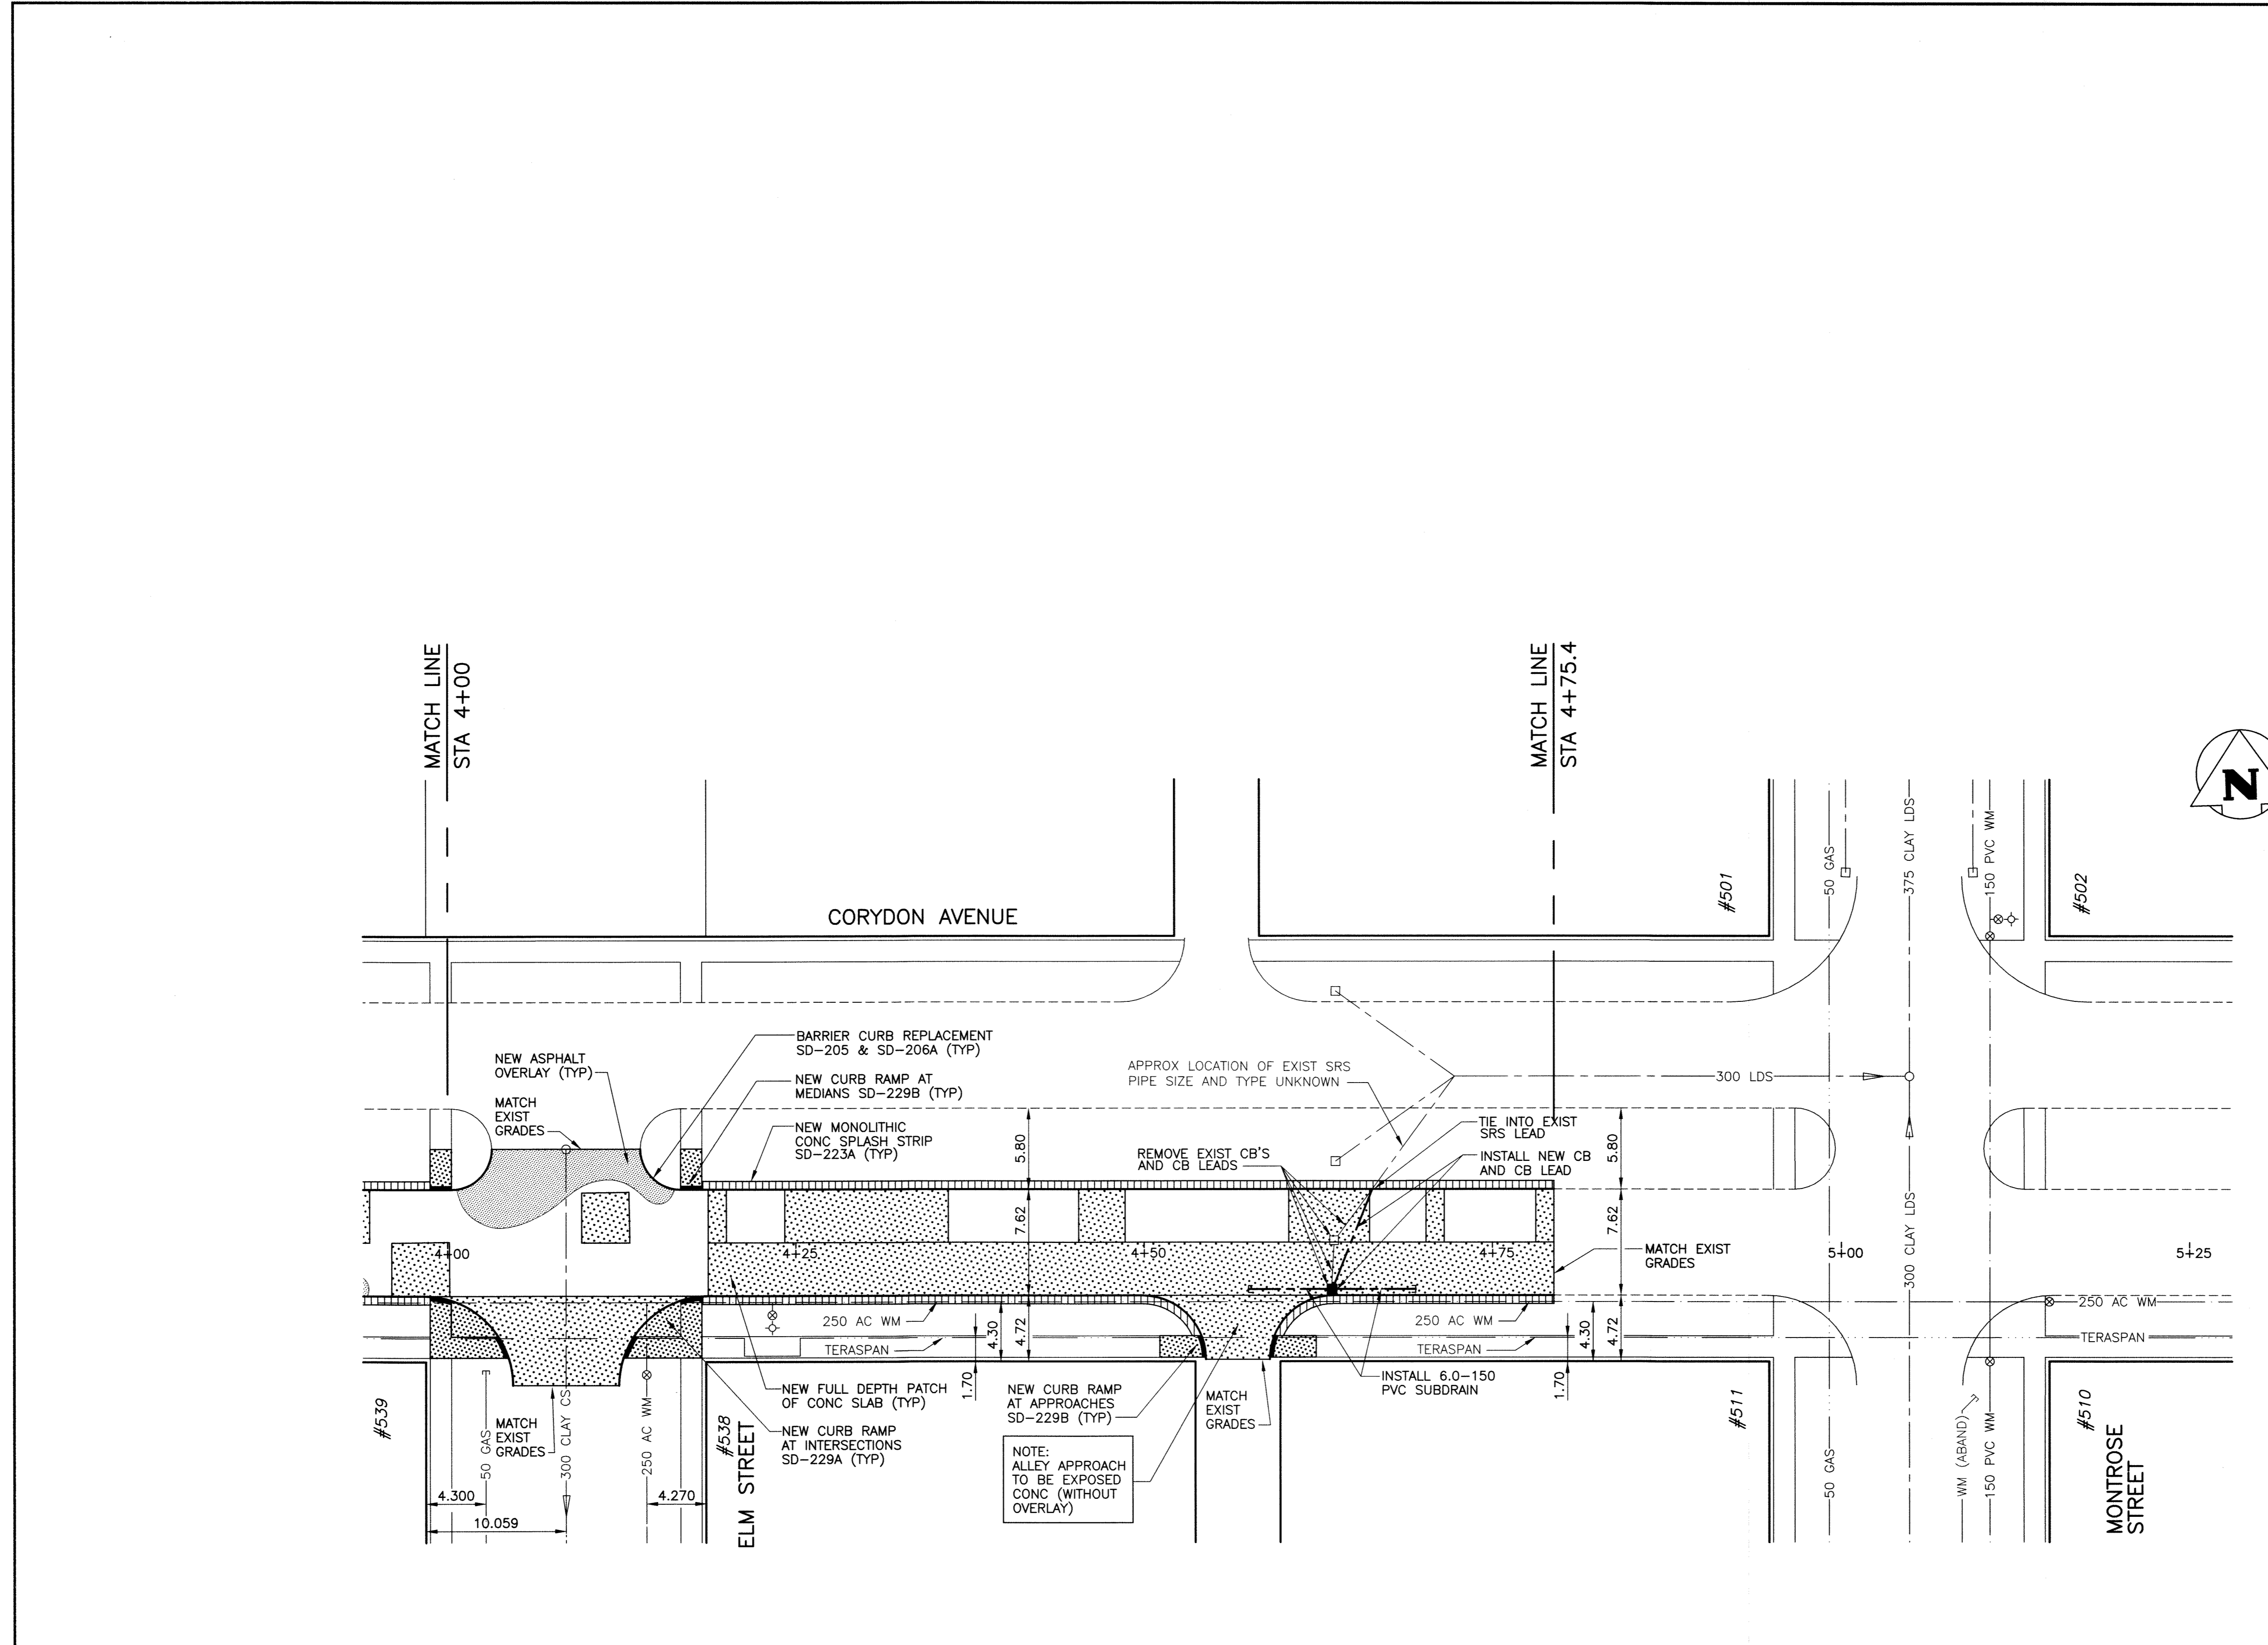 MATCH LINE
STA 4+00
MATCH LINE
STA 4+75.4
N
CORYDON AVENUE
#501
50 GAS
375 CLAY LDS
150 PVC WM
#502
BARRIER CURB REPLACEMENT
SD-205 & SD-206A (TYP)
NEW ASPHALT
OVERLAY (TYP)
NEW CURB RAMP AT
MEDIANS SD-229B (TYP)
MATCH
EXIST
GRADES
NEW MONOLITHIC
CONC SPLASH STRIP
SD-223A (TYP)
5.80
APPROX LOCATION OF EXIST SRS
PIPE SIZE AND TYPE UNKNOWN
300 LDS
TIE INTO EXIST
SRS LEAD
REMOVE EXIST CB'S
AND CB LEADS
INSTALL NEW CB
AND CB LEAD
5.80
7.62
7.62
300 CLAY LDS
4+00
4+25
4+50
4+75
MATCH EXIST
GRADES
5+00
5+25
250 AC WM
4.30
4.72
250 AC WM
4.30
4.72
250 AC WM
TERASPAN
TERASPAN
TERASPAN
1.70
1.70
NEW FULL DEPTH PATCH
OF CONC SLAB (TYP)
NEW CURB RAMP
AT APPROACHES
SD-229B (TYP)
MATCH
EXIST
GRADES
INSTALL 6.0-150
PVC SUBDRAIN
#539
50 GAS
MATCH
EXIST
GRADES
300 CLAY CS
250 AC WM
#538
ELM STREET
NEW CURB RAMP
AT INTERSECTIONS
SD-229A (TYP)
NOTE:
ALLEY APPROACH
TO BE EXPOSED
CONC (WITHOUT
OVERLAY)
#511
50 GAS
WM (ABAND)
150 PVC WM
#510
MONTROSE
STREET
4.300
4.270
10.059